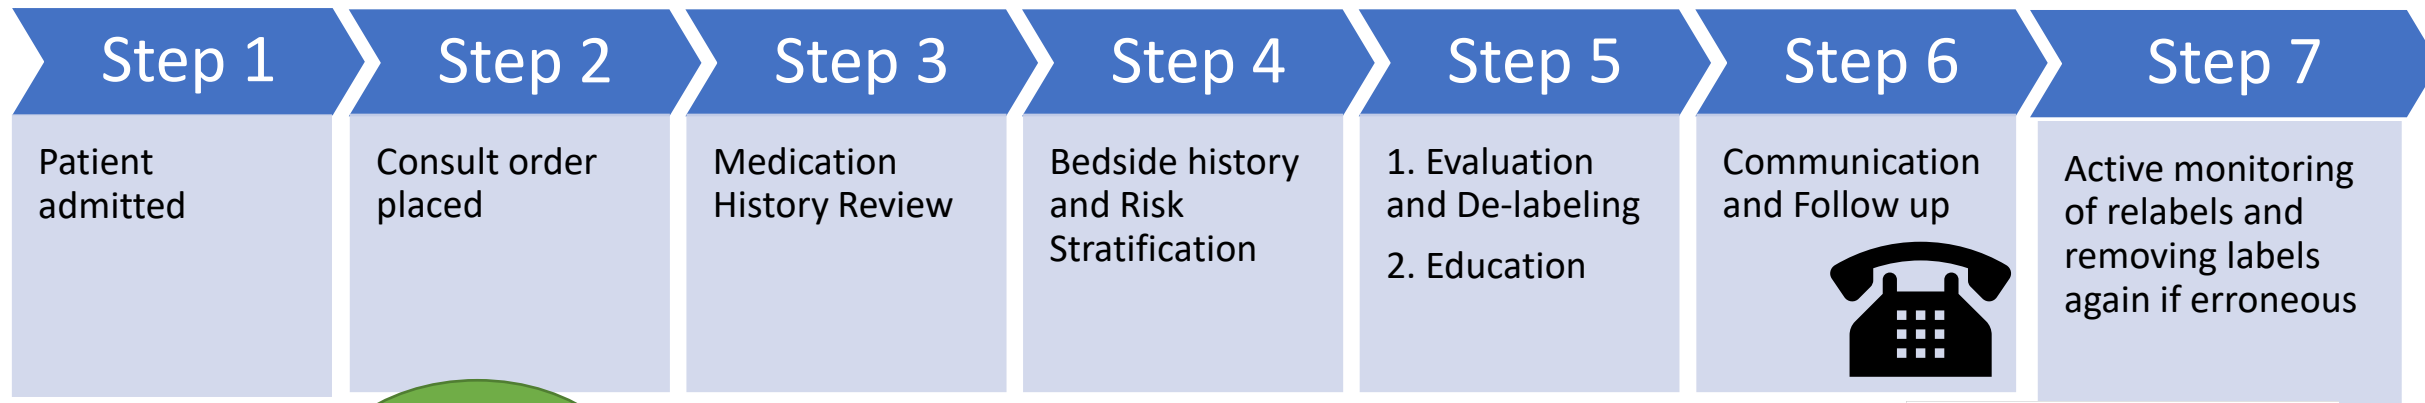 Step 1
Step 2
Step 3
Step 4
Step 5
Step 6
Step 7
Patient
admitted
Consult order
placed
Medication
History Review
Bedside history
and Risk
Stratification
1. Evaluation
and De-labeling
2. Education
Communication
and Follow up
Active monitoring
of relabels and
removing labels
again if erroneous